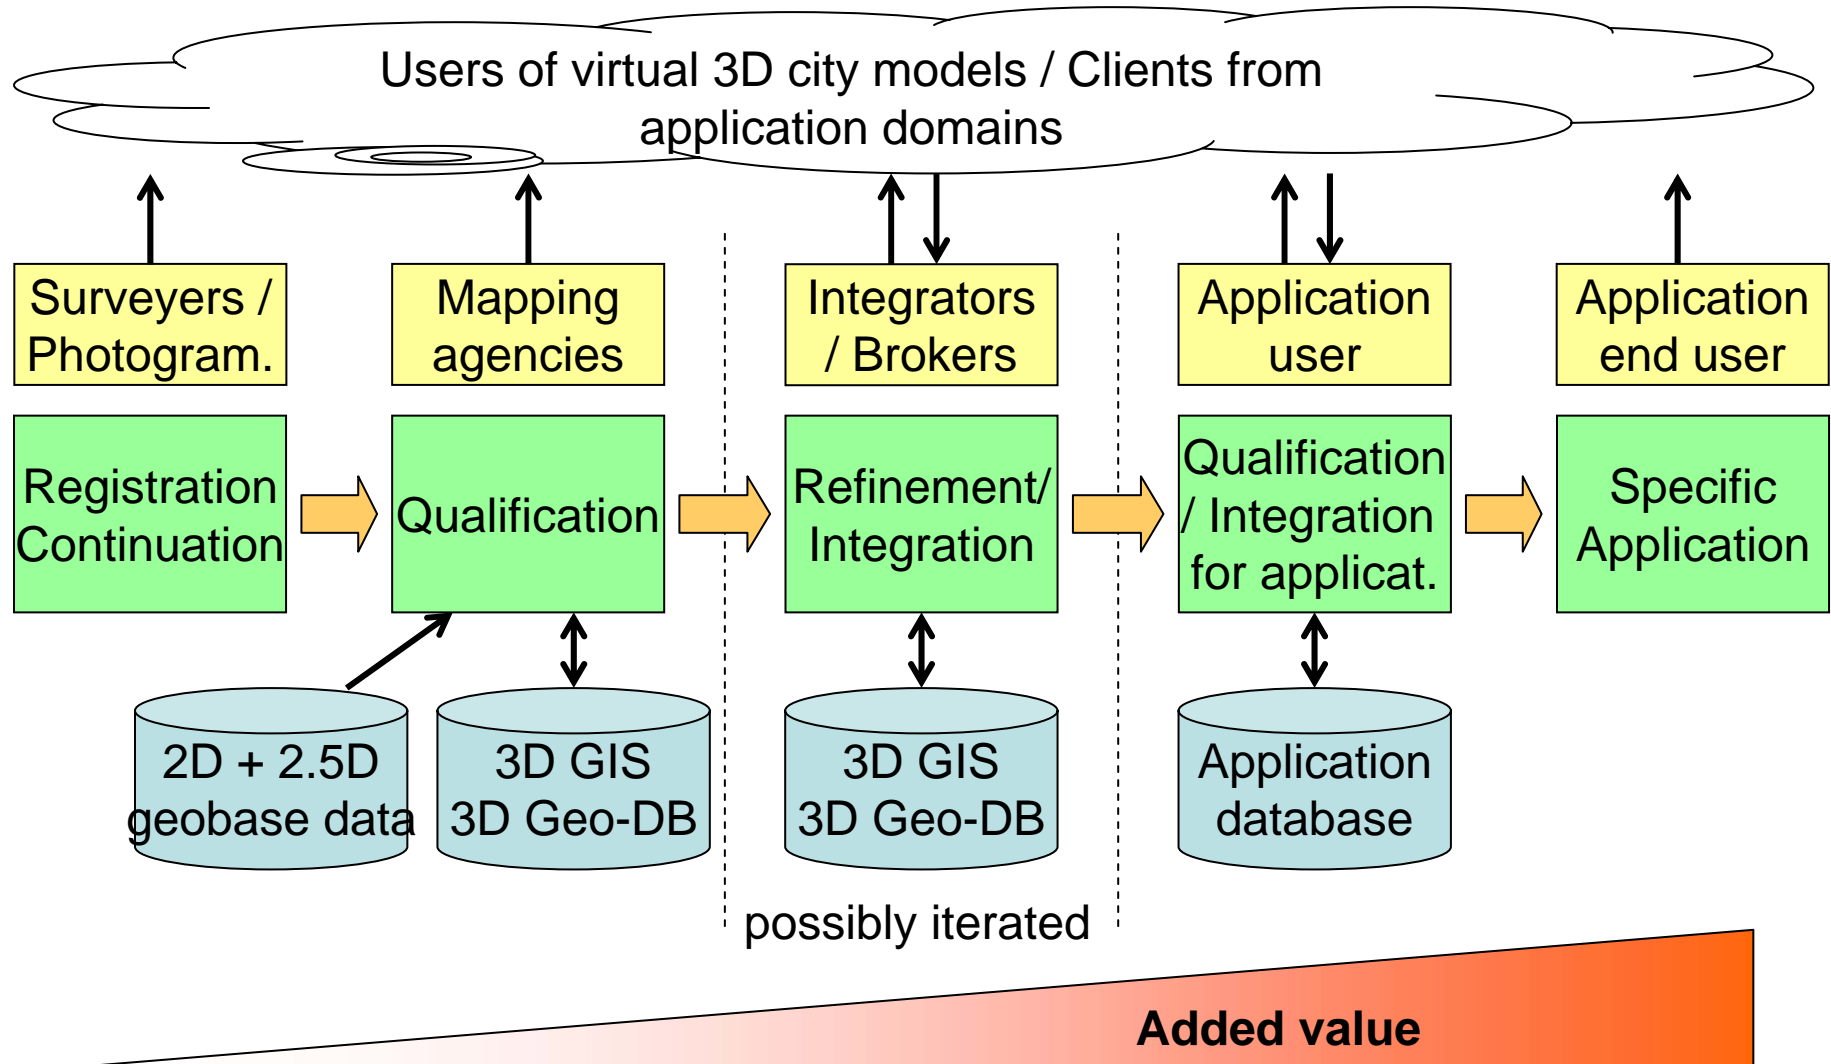 Users of virtual 3D city models / Clients from
application domains
Surveyers /
Photogram.
Mapping
agencies
Integrators
/ Brokers
Application
user
Application
end user
Registration
Continuation
Qualification
Refinement/
Integration
Qualification
/ Integration
for applicat.
Specific
Application
2D + 2.5D
geobase data
3D GIS
3D Geo-DB
3D GIS
3D Geo-DB
Application
database
possibly iterated
Added value